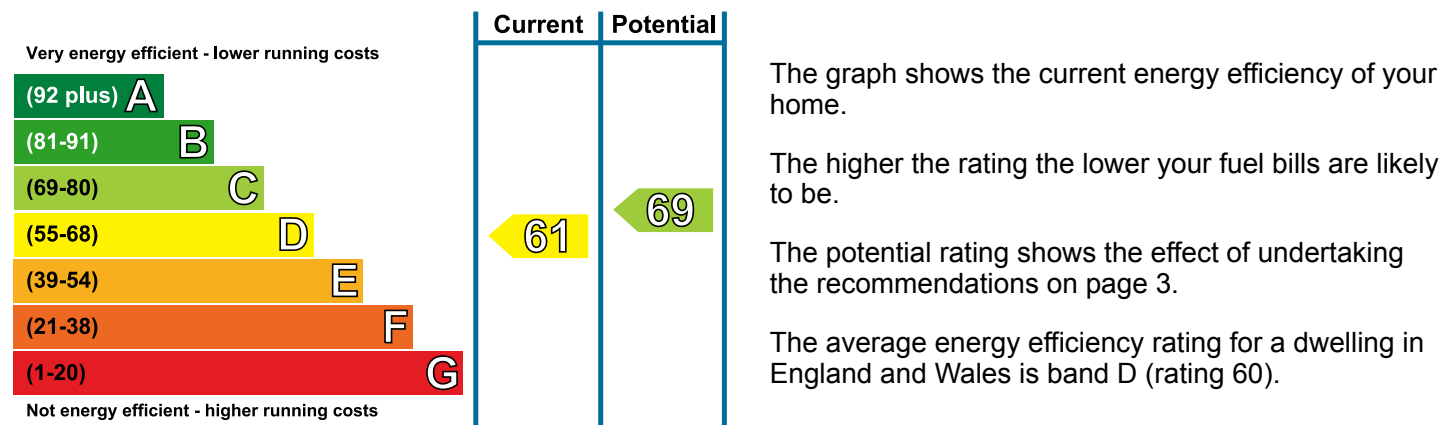 Current Potential
Very energy efficient - lower running costs
(92 plus) A
(81-91) B
(69-80) C
(55-68) D
(39-54) E
(21-38) F
(1-20) G
Not energy efficient - higher running costs
61
69
The graph shows the current energy efficiency of your
home.
The higher the rating the lower your fuel bills are likely
to be.
The potential rating shows the effect of undertaking
the recommendations on page 3.
The average energy efficiency rating for a dwelling in
England and Wales is band D (rating 60).